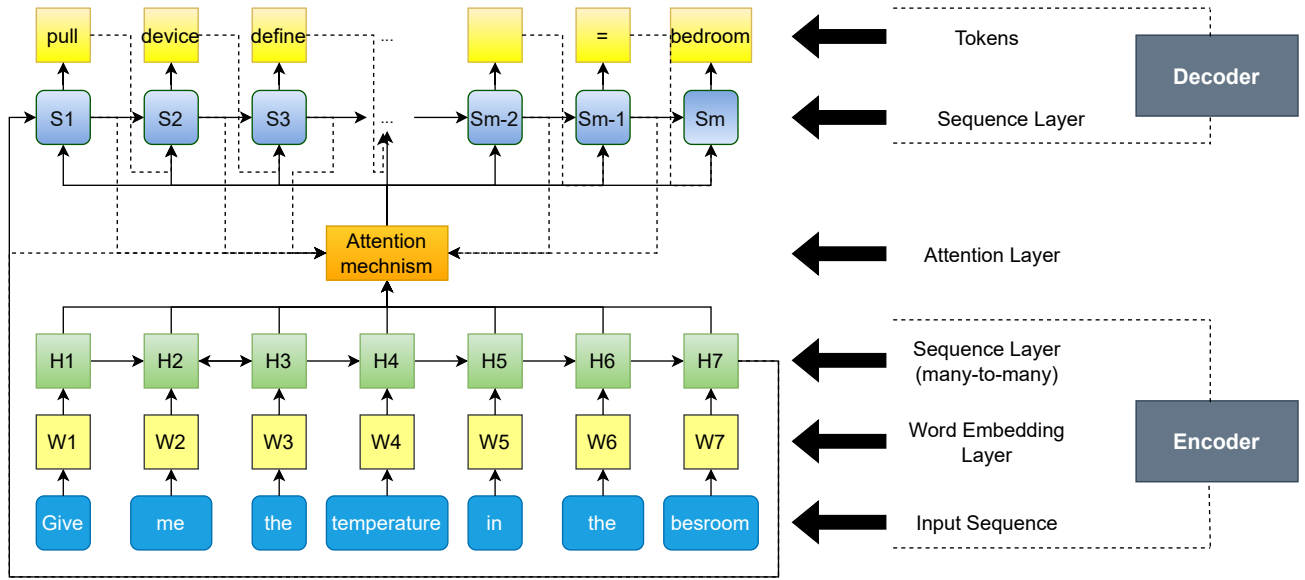 pull device define ... = bedroom Tokens
Decoder
S1 S2 S3 ... Sm-2 Sm-1 Sm Sequence Layer
Attention
mechnism
Attention Layer
H1 H2 H3 H4 H5 H6 H7
Sequence Layer
(many-to-many)
W1 W2 W3 W4 W5 W6 W7
Word Embedding
Layer
Encoder
Give me the temperature in the besroom Input Sequence